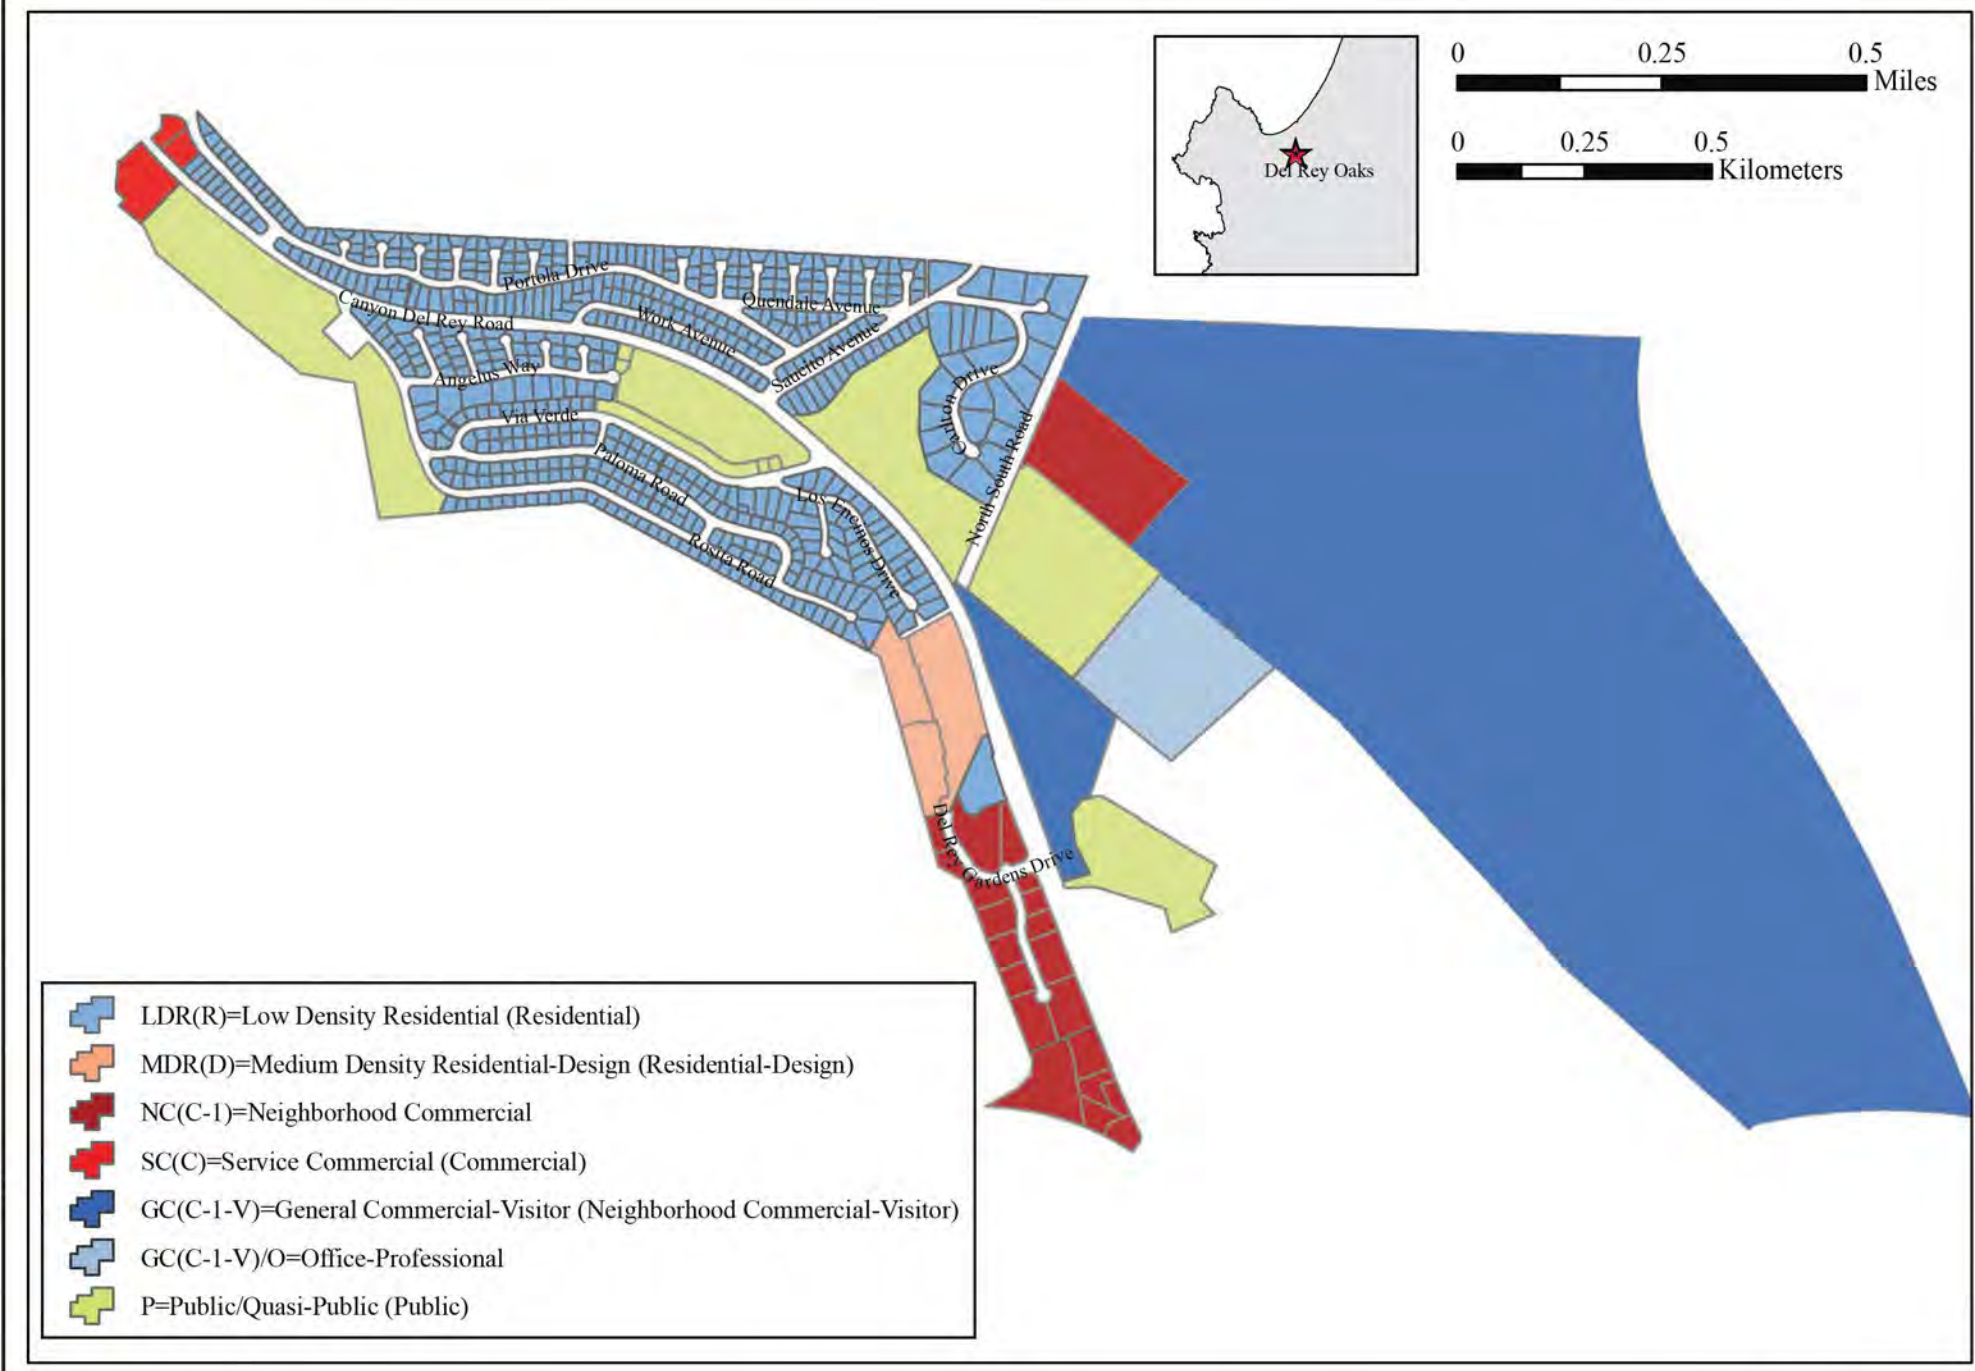 0 0.25 0.5
Miles
0 0.25 0.5
Kilometers
Del Rey Oaks
Portola Drive
Quendale Avenue
Canyon Del Rey Road
Work Avenue
Saucito Avenue
Angelus Way
Carlton Drive
Via Verde
North South Road
Paloma Road
Los Encinos Drive
Rosita Road
Del Rey Gardens Drive
LDR(R)=Low Density Residential (Residential)
MDR(D)=Medium Density Residential-Design (Residential-Design)
NC(C-1)=Neighborhood Commercial
SC(C)=Service Commercial (Commercial)
GC(C-1-V)=General Commercial-Visitor (Neighborhood Commercial-Visitor)
GC(C-1-V)/O=Office-Professional
P=Public/Quasi-Public (Public)